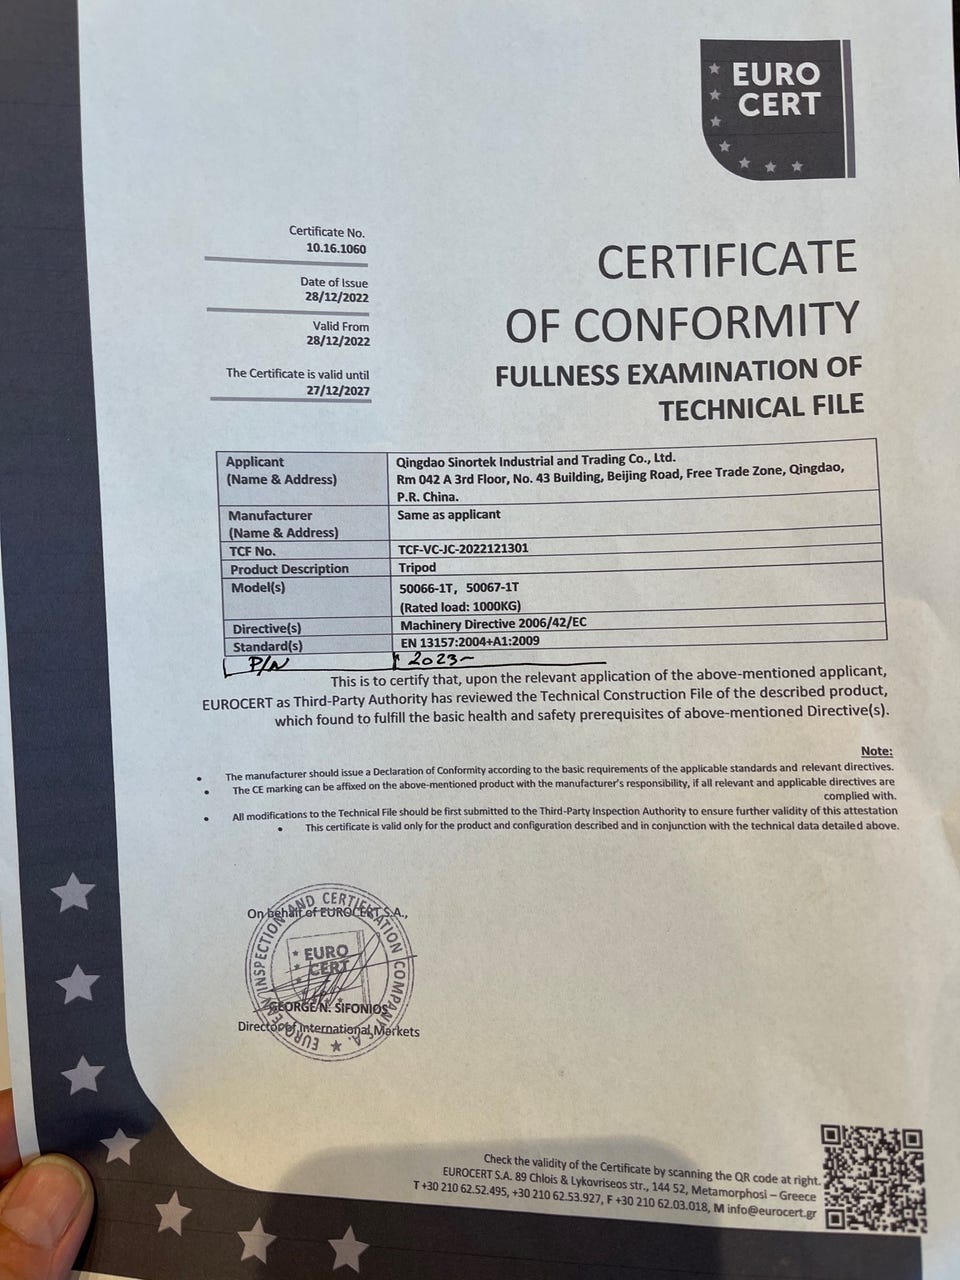 EURO
CERT
Certificate No.
10.16.1060
Date of Issue
28/12/2022
Valid From
28/12/2022
The Certificate is valid until
27/12/2027
CERTIFICATE
OF CONFORMITY
FULLNESS EXAMINATION OF
TECHNICAL FILE
Applicant
(Name & Address)
Qingdao Sinortek Industrial and Trading Co., Ltd.
Rm 042 A 3rd Floor, No. 43 Building, Beijing Road, Free Trade Zone, Qingdao,
P.R. China.
Manufacturer
(Name & Address)
Same as applicant
TCF No.
TCF-VC-JC-2022121301
Product Description
Tripod
Model(s)
50066-1T, 50067-1T
(Rated load: 1000KG)
Directive(s)
Machinery Directive 2006/42/EC
Standard(s)
EN 13157:2004+A1:2009
P/N
2023-
This is to certify that, upon the relevant application of the above-mentioned applicant,
EUROCERT as Third-Party Authority has reviewed the Technical Construction File of the described product,
which found to fulfill the basic health and safety prerequisites of above-mentioned Directive(s).
Note:
• The manufacturer should issue a Declaration of Conformity according to the basic requirements of the applicable standards and relevant directives.
• The CE marking can be affixed on the above-mentioned product with the manufacturer's responsibility, if all relevant and applicable directives are
complied with.
• All modifications to the Technical File should be first submitted to the Third-Party Inspection Authority to ensure further validity of this attestation
• This certificate is valid only for the product and configuration described and in conjunction with the technical data detailed above.
On behalf of EUROCERT S.A.,
EUROPEAN INSPECTION AND CERTIFICATION COMPANY S.A.
EURO
CERT
EURO
GEORGE N. SIFONIOS
Director of International Markets
Check the validity of the Certificate by scanning the QR code at right.
EUROCERT S.A. 89 Chlois & Lykovriseos str., 144 52, Metamorphosi – Greece
T +30 210 62.52.495, +30 210 62.53.927, F +30 210 62.03.018, M info@eurocert.gr